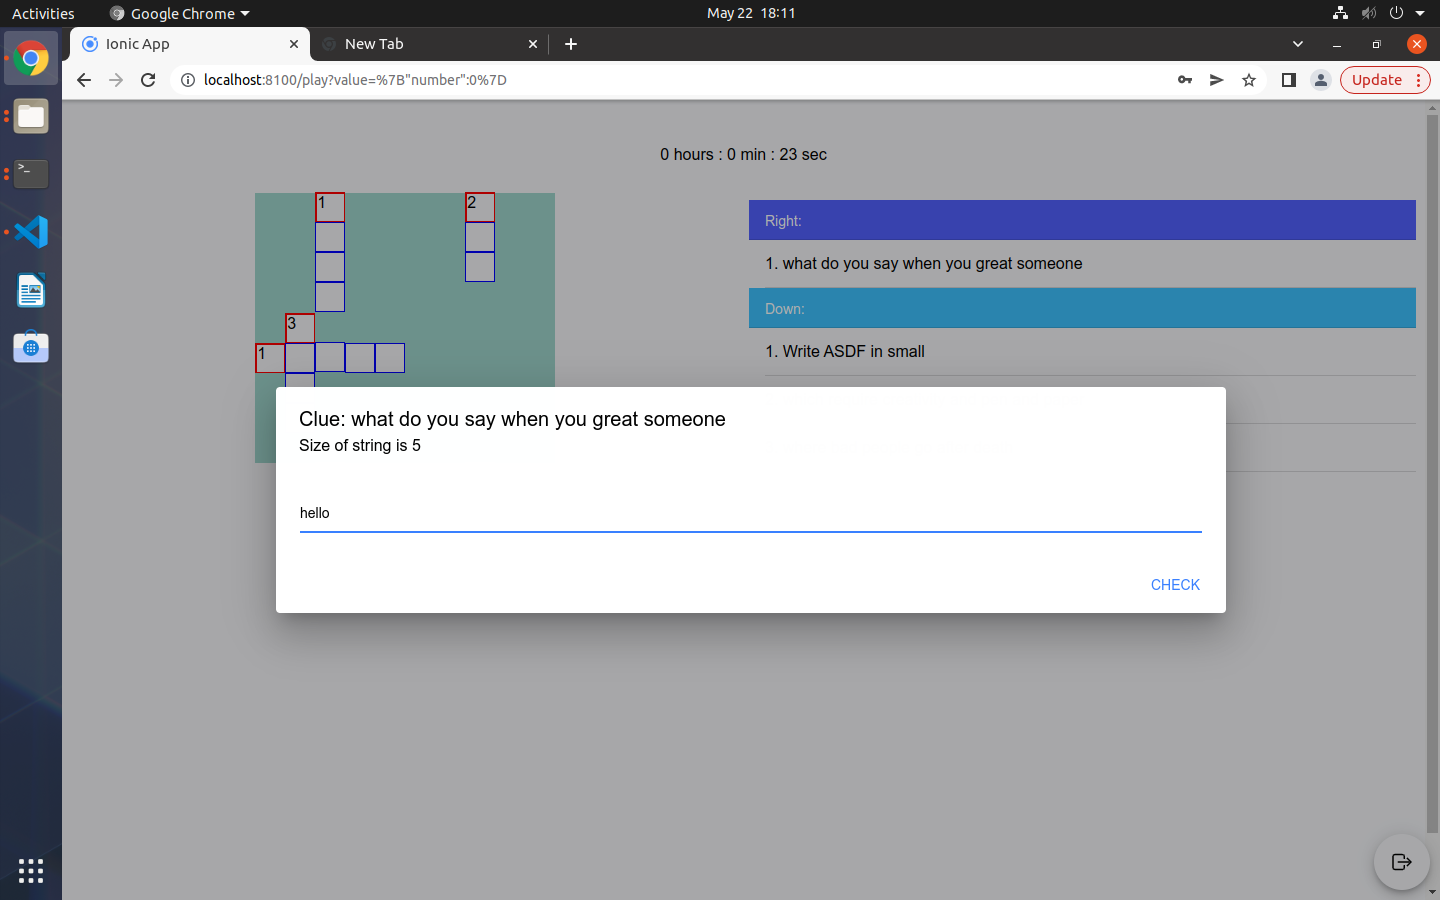 Activities
Google Chrome
May 22 18:11
Ionic App
New Tab
localhost:8100/play?value=%7B"number":0%7D
Update
>_
0 hours : 0 min : 23 sec
1
2
3
1
Right:
1. what do you say when you great someone
Down:
1. Write ASDF in small
Clue: what do you say when you great someone
Size of string is 5
hello
CHECK